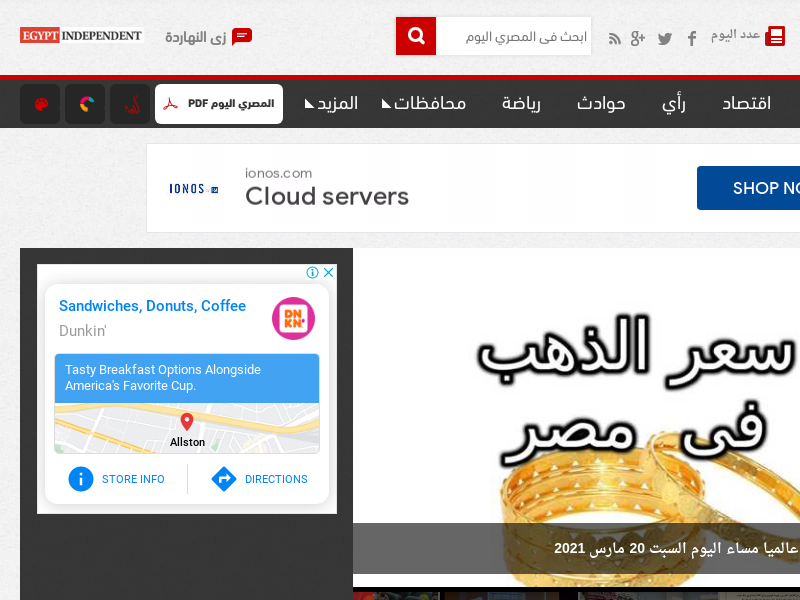 EGYPT INDEPENDENT
زى النهاردة
ابحث فى المصري اليوم
عدد اليوم
المصري اليوم PDF
المزيد
محافظات
رياضة
حوادث
رأي
اقتصاد
IONOS
ionos.com
Cloud servers
SHOP NO
Sandwiches, Donuts, Coffee
Dunkin'
DN
KN'
Tasty Breakfast Options Alongside
America's Favorite Cup.
Allston
STORE INFO
DIRECTIONS
سعر الذهب
فى مصر
عالميا مساء اليوم السبت 20 مارس 2021